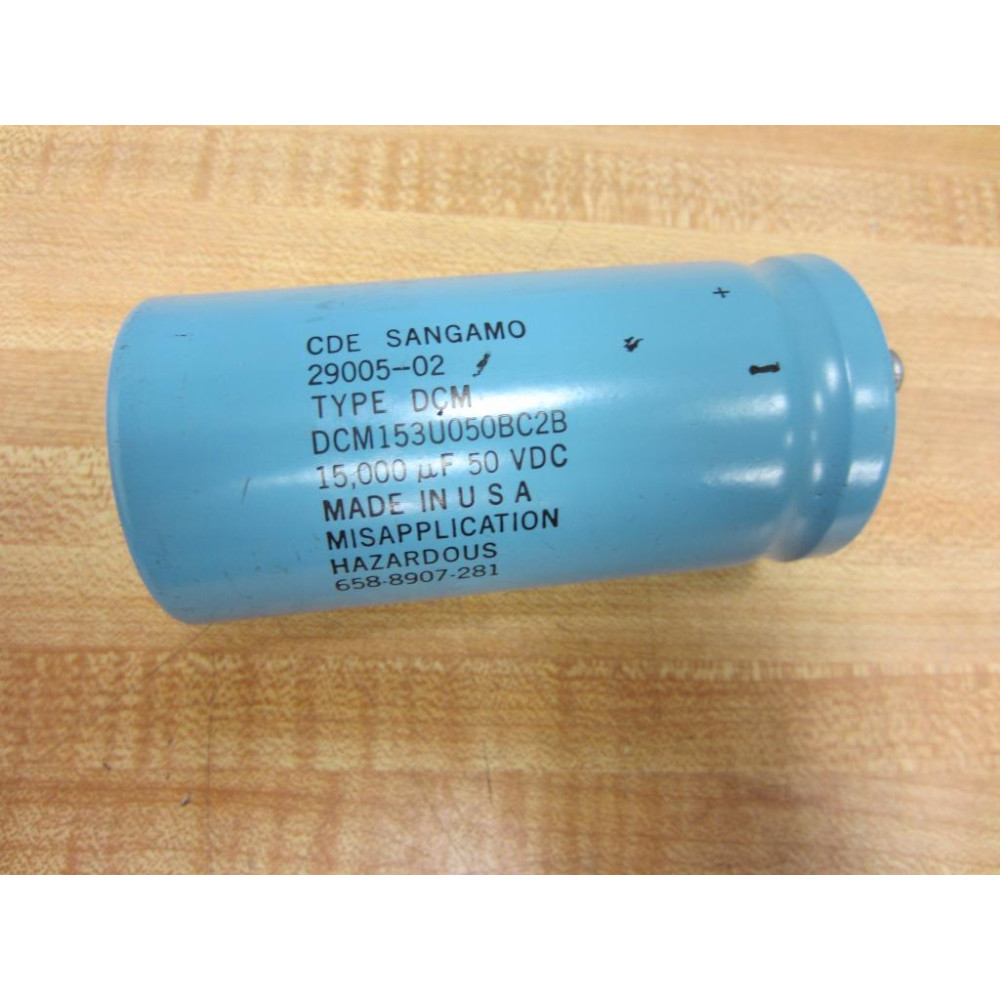 CDE SANGAMO
29005-02
TYPE DCM
DCM153U050BC2B
15,000 µF 50 VDC
MADE IN U S A
MISAPPLICATION
HAZARDOUS
658-8907-281
+
-